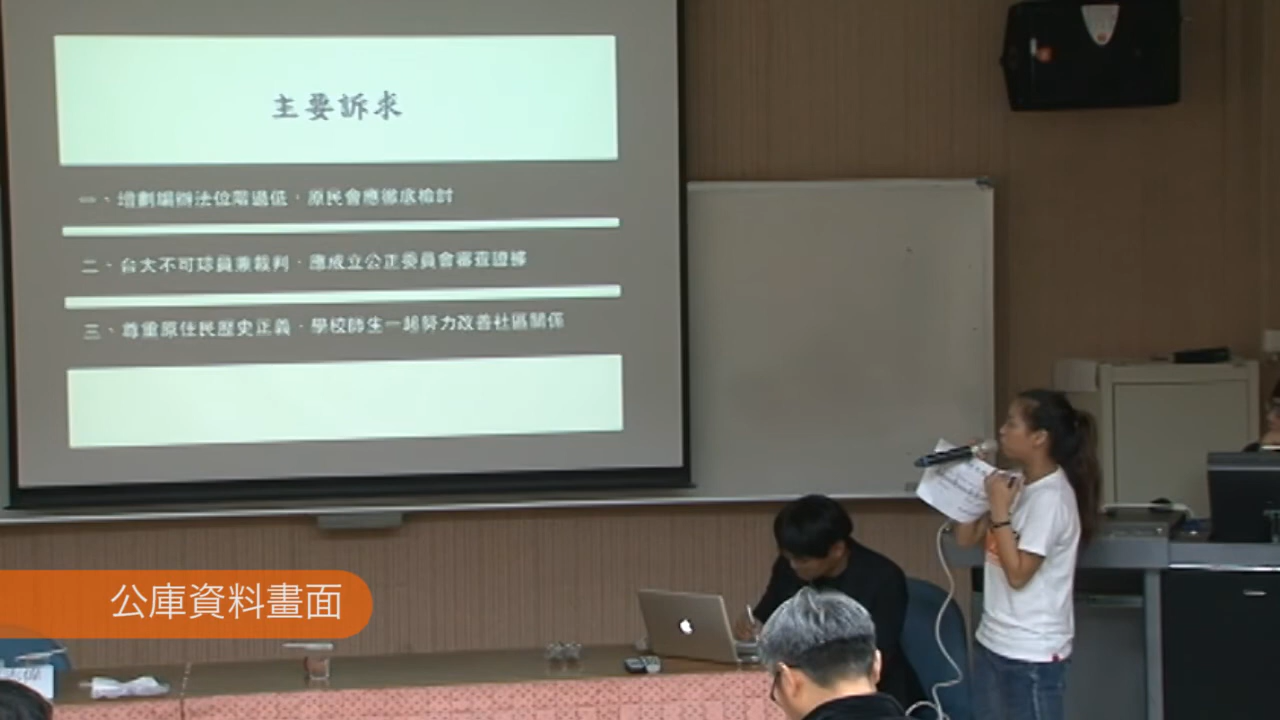 主要訴求
一、增劃編辦法位階過低，原民會應徹底檢討
二、台大不可球員兼裁判，應成立公正委員會審查證據
三、尊重原住民歷史正義，學校師生一起努力改善社區關係
公庫資料畫面